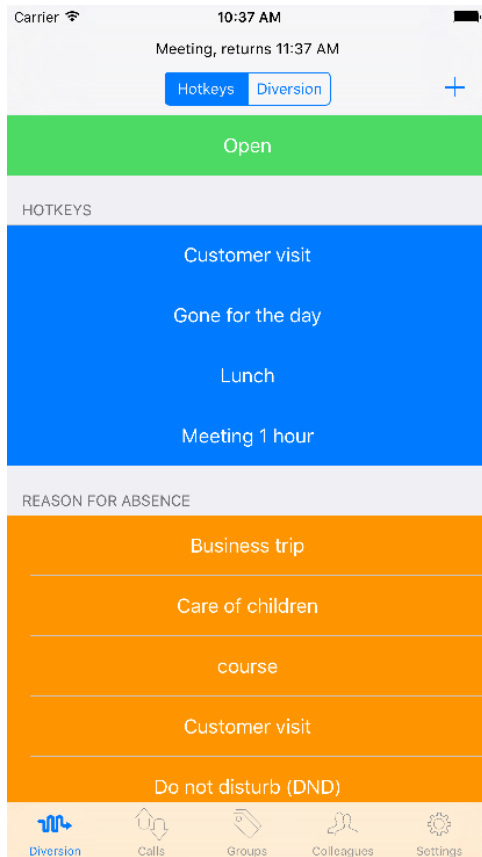 Carrier 10:37 AM
Meeting, returns 11:37 AM
Hotkeys Diversion +
Open
HOTKEYS
Customer visit
Gone for the day
Lunch
Meeting 1 hour
REASON FOR ABSENCE
Business trip
Care of children
course
Customer visit
Do not disturb (DND)
Diversion Calls Groups Colleagues Settings